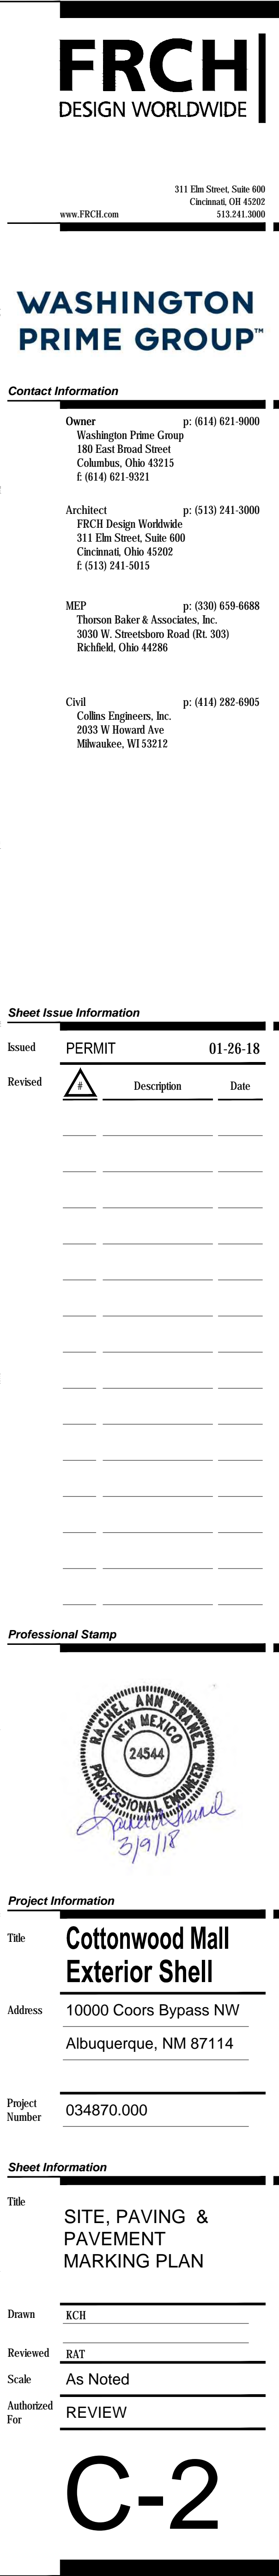 FRCH
DESIGN WORLDWIDE
311 Elm Street, Suite 600
Cincinnati, OH 45202
www.FRCH.com 513.241.3000
WASHINGTON
PRIME GROUP™
Contact Information
Owner p: (614) 621-9000
Washington Prime Group
180 East Broad Street
Columbus, Ohio 43215
f: (614) 621-9321
Architect p: (513) 241-3000
FRCH Design Worldwide
311 Elm Street, Suite 600
Cincinnati, Ohio 45202
f: (513) 241-5015
MEP p: (330) 659-6688
Thorson Baker & Associates, Inc.
3030 W. Streetsboro Road (Rt. 303)
Richfield, Ohio 44286
Civil p: (414) 282-6905
Collins Engineers, Inc.
2033 W Howard Ave
Milwaukee, WI 53212
Sheet Issue Information
Issued PERMIT 01-26-18
Revised # Description Date
Professional Stamp
RACHEL ANN TRANEL
NEW MEXICO
24544
PROFESSIONAL ENGINEER
3/9/18
Project Information
Title Cottonwood Mall
Exterior Shell
Address 10000 Coors Bypass NW
Albuquerque, NM 87114
Project
Number 034870.000
Sheet Information
Title
SITE, PAVING &
PAVEMENT
MARKING PLAN
Drawn KCH
Reviewed RAT
Scale As Noted
Authorized
For REVIEW
C-2